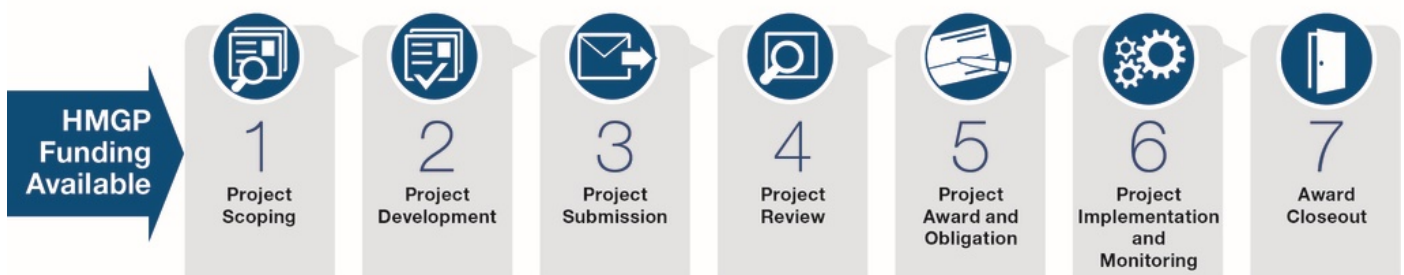 HMGP
Funding
Available
1
Project
Scoping
2
Project
Development
3
Project
Submission
4
Project
Review
5
Project
Award and
Obligation
6
Project
Implementation
and
Monitoring
7
Award
Closeout